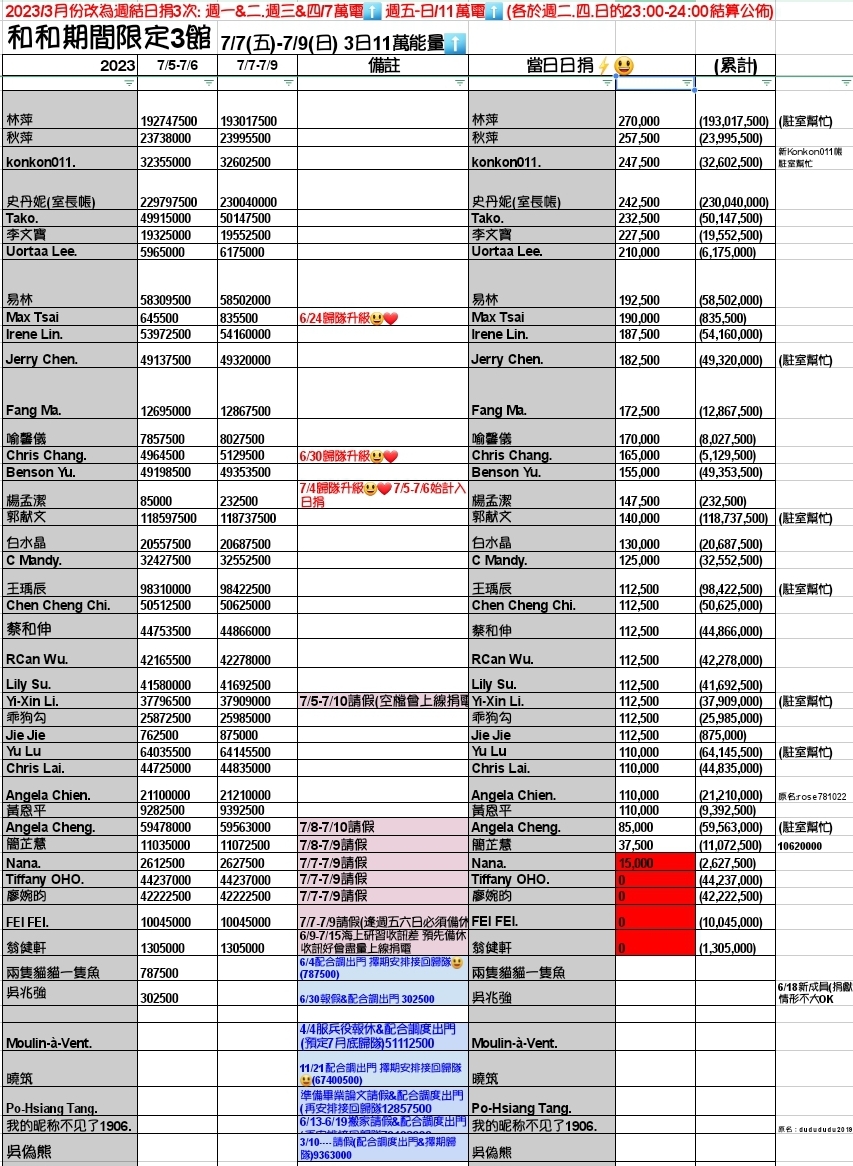 2023/3月份改為週結日捐3次: 週一&二.週三&四/7萬電⬆️ 週五-日/11萬電⬆️ (各於週二.四.日的23:00-24:00結算公佈)
和和期間限定3館 7/7(五)-7/9(日) 3日11萬能量⬆️
2023 7/5-7/6 7/7-7/9 備註 當日日捐⚡😃 (累計)
林萍 192747500 193017500 林萍 270,000 (193,017,500) (駐室幫忙)
秋萍 23738000 23995500 秋萍 257,500 (23,995,500)
konkon011. 32355000 32602500 konkon011. 247,500 (32,602,500) 新Konkon011帳 駐室幫忙
史丹妮(室長帳) 229797500 230040000 史丹妮(室長帳) 242,500 (230,040,000)
Tako. 49915000 50147500 Tako. 232,500 (50,147,500)
李文寶 19325000 19552500 李文寶 227,500 (19,552,500)
Uortaa Lee. 5965000 6175000 Uortaa Lee. 210,000 (6,175,000)
易林 58309500 58502000 易林 192,500 (58,502,000)
Max Tsai 645500 835500 6/24歸隊升級😃❤️ Max Tsai 190,000 (835,500)
Irene Lin. 53972500 54160000 Irene Lin. 187,500 (54,160,000)
Jerry Chen. 49137500 49320000 Jerry Chen. 182,500 (49,320,000) (駐室幫忙)
Fang Ma. 12695000 12867500 Fang Ma. 172,500 (12,867,500)
喻馨儀 7857500 8027500 喻馨儀 170,000 (8,027,500)
Chris Chang. 4964500 5129500 6/30歸隊升級😃❤️ Chris Chang. 165,000 (5,129,500)
Benson Yu. 49198500 49353500 Benson Yu. 155,000 (49,353,500)
楊孟潔 85000 232500 7/4歸隊升級😃❤️7/5-7/6始計入日捐 楊孟潔 147,500 (232,500)
郭献文 118597500 118737500 郭献文 140,000 (118,737,500) (駐室幫忙)
白水晶 20557500 20687500 白水晶 130,000 (20,687,500)
C Mandy. 32427500 32552500 C Mandy. 125,000 (32,552,500)
王瑀辰 98310000 98422500 王瑀辰 112,500 (98,422,500) (駐室幫忙)
Chen Cheng Chi. 50512500 50625000 Chen Cheng Chi. 112,500 (50,625,000)
蔡和伸 44753500 44866000 蔡和伸 112,500 (44,866,000)
RCan Wu. 42165500 42278000 RCan Wu. 112,500 (42,278,000)
Lily Su. 41580000 41692500 Lily Su. 112,500 (41,692,500)
Yi-Xin Li. 37796500 37909000 7/5-7/10請假(空檔曾上線捐電 Yi-Xin Li. 112,500 (37,909,000) (駐室幫忙)
乖狗勾 25872500 25985000 乖狗勾 112,500 (25,985,000)
Jie Jie 762500 875000 Jie Jie 112,500 (875,000)
Yu Lu 64035500 64145500 Yu Lu 110,000 (64,145,500) (駐室幫忙)
Chris Lai. 44725000 44835000 Chris Lai. 110,000 (44,835,000)
Angela Chien. 21100000 21210000 Angela Chien. 110,000 (21,210,000) 原名:rose781022
黃恩平 9282500 9392500 黃恩平 110,000 (9,392,500)
Angela Cheng. 59478000 59563000 7/8-7/10請假 Angela Cheng. 85,000 (59,563,000) (駐室幫忙)
簡芷慧 11035000 11072500 7/8-7/9請假 簡芷慧 37,500 (11,072,500) 10620000
Nana. 2612500 2627500 7/7-7/9請假 Nana. 15,000 (2,627,500)
Tiffany OHO. 44237000 44237000 7/7-7/9請假 Tiffany OHO. 0 (44,237,000)
廖婉昀 42222500 42222500 7/7-7/9請假 廖婉昀 0 (42,222,500)
FEI FEI. 10045000 10045000 7/7-7/9請假(逢週五六日必須備休 FEI FEI. 0 (10,045,000)
翁健軒 1305000 1305000 6/9-7/15海上研習收訊差 預先備休 收訊好曾盡量上線捐電 翁健軒 0 (1,305,000)
兩隻貓貓一隻魚 787500 6/4配合調出門 擇期安排接回歸隊😃(787500) 兩隻貓貓一隻魚
吳兆強 302500 6/30報假&配合調出門 302500 吳兆強 6/18新成員(捐獻情形不大OK
Moulin-à-Vent. 4/4服兵役報休&配合調度出門(預定7月底歸隊)51112500 Moulin-à-Vent.
曉筑 11/21配合調出門 擇期安排接回歸隊😃(67400500) 曉筑
Po-Hsiang Tang. 準備畢業論文請假&配合調度出門(再安排接回歸隊12857500 Po-Hsiang Tang.
我的昵称不见了1906. 6/13-6/19搬家請假&配合調度出門 我的昵称不见了1906. 原名：dudududu2019
吳偽熊 3/10----請假(配合調度出門&擇期歸隊)9363000 吳偽熊